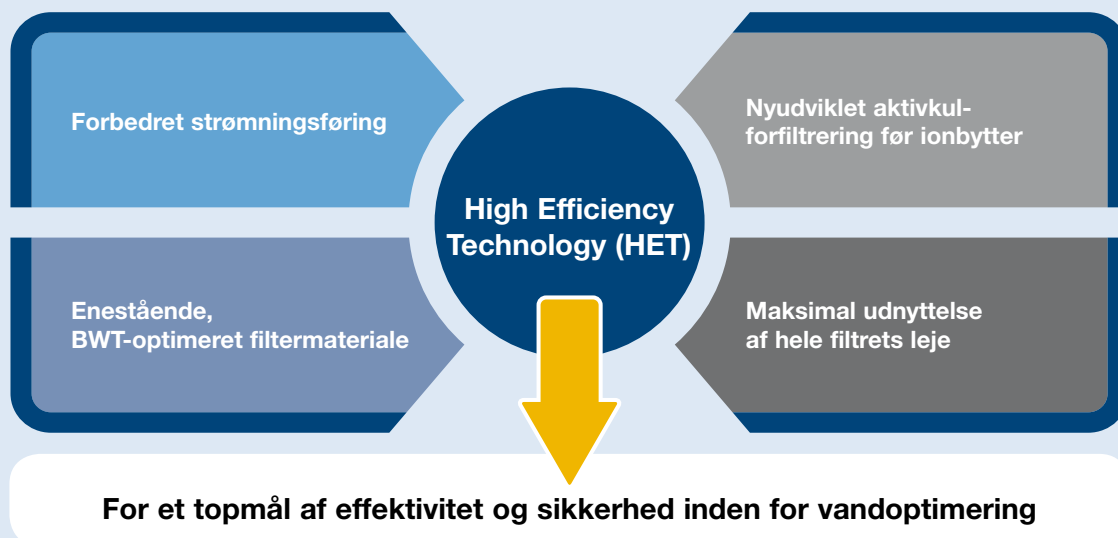 Forbedret strømningsføring
Enestående,
BWT-optimeret filtermateriale
High Efficiency
Technology (HET)
Nyudviklet aktivkul-
forfiltrering før ionbytter
Maksimal udnyttelse
af hele filtrets leje
For et topmål af effektivitet og sikkerhed inden for vandoptimering